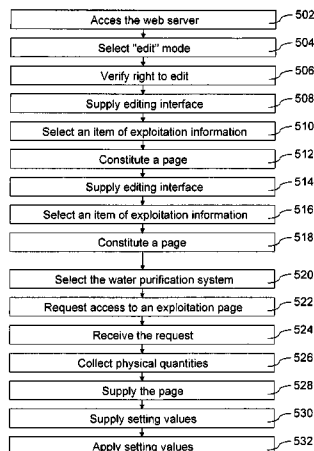 Acces the web server 502
Select "edit" mode 504
Verify right to edit 506
Supply editing interface 508
Select an item of exploitation information 510
Constitute a page 512
Supply editing interface 514
Select an item of exploitation information 516
Constitute a page 518
Select the water purification system 520
Request access to an exploitation page 522
Receive the request 524
Collect physical quantities 526
Supply the page 528
Supply setting values 530
Apply setting values 532